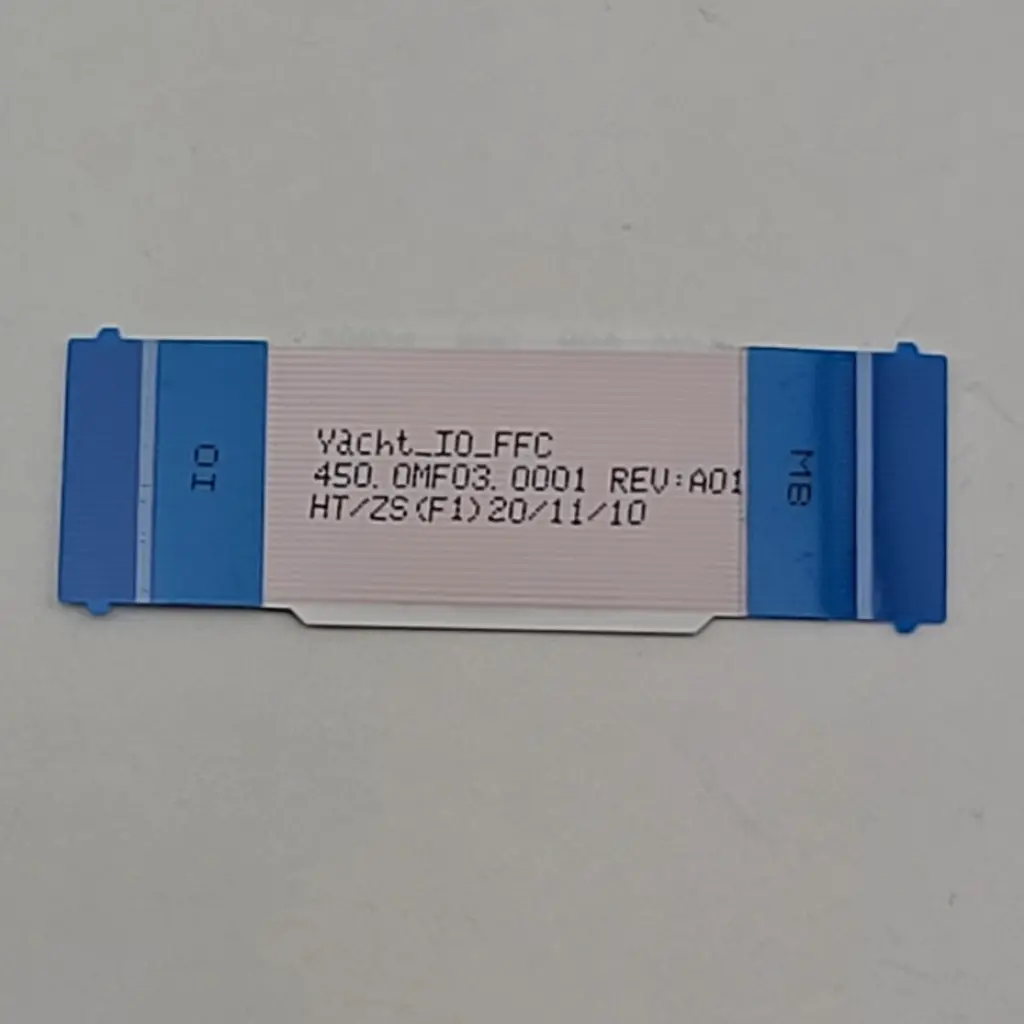 Yacht_IO_FFC
450.0MF03.0001 REV:A01
HT/ZS(F1)20/11/10
IO
MB